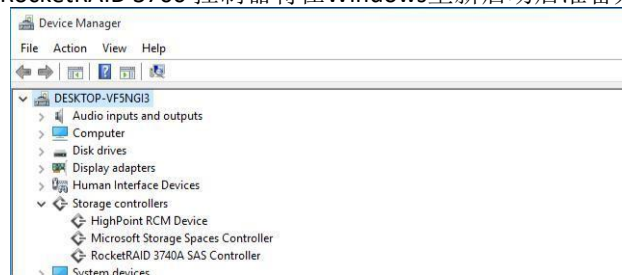 RocketRAID 3700 控制器将在Windows重新启动后准备
Device Manager
File Action View Help
DESKTOP-VF5NGI3
Audio inputs and outputs
Computer
Disk drives
Display adapters
Human Interface Devices
Storage controllers
HighPoint RCM Device
Microsoft Storage Spaces Controller
RocketRAID 3740A SAS Controller
System devices